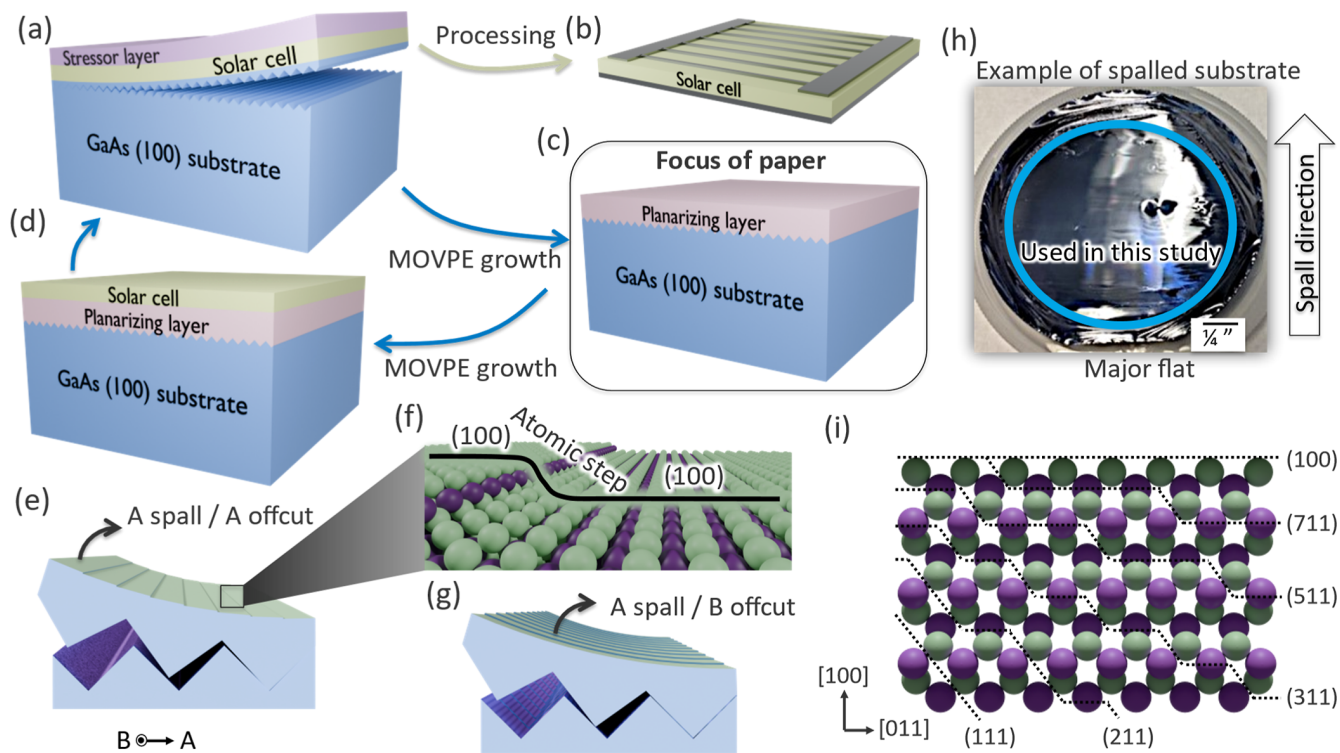 (a)
Stressor layer
Solar cell
GaAs (100) substrate
Processing
(b)
Solar cell
(c)
Focus of paper
Planarizing layer
GaAs (100) substrate
MOVPE growth
MOVPE growth
(d)
Solar cell
Planarizing layer
GaAs (100) substrate
(e)
A spall / A offcut
B
A
(f)
(100)
Atomic step
(100)
(g)
A spall / B offcut
(h)
Example of spalled substrate
Used in this study
¼ ”
Major flat
Spall direction
(i)
(100)
(711)
(511)
(311)
[100]
[011]
(111)
(211)